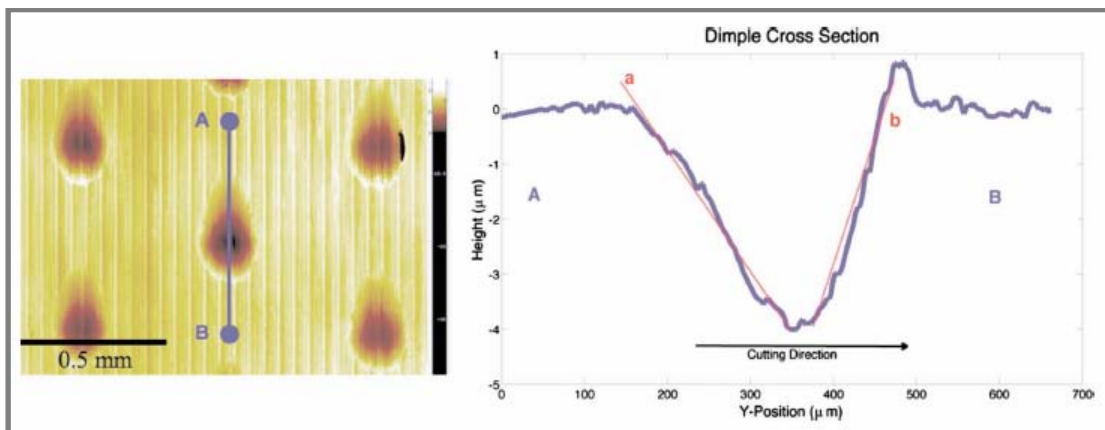 A
B
0.5 mm
Dimple Cross Section
1
0
-1
-2
-3
-4
-5
Height (μ m)
a
b
A
B
Cutting Direction
0
100
200
300
400
500
600
700
Y-Position (μ m)